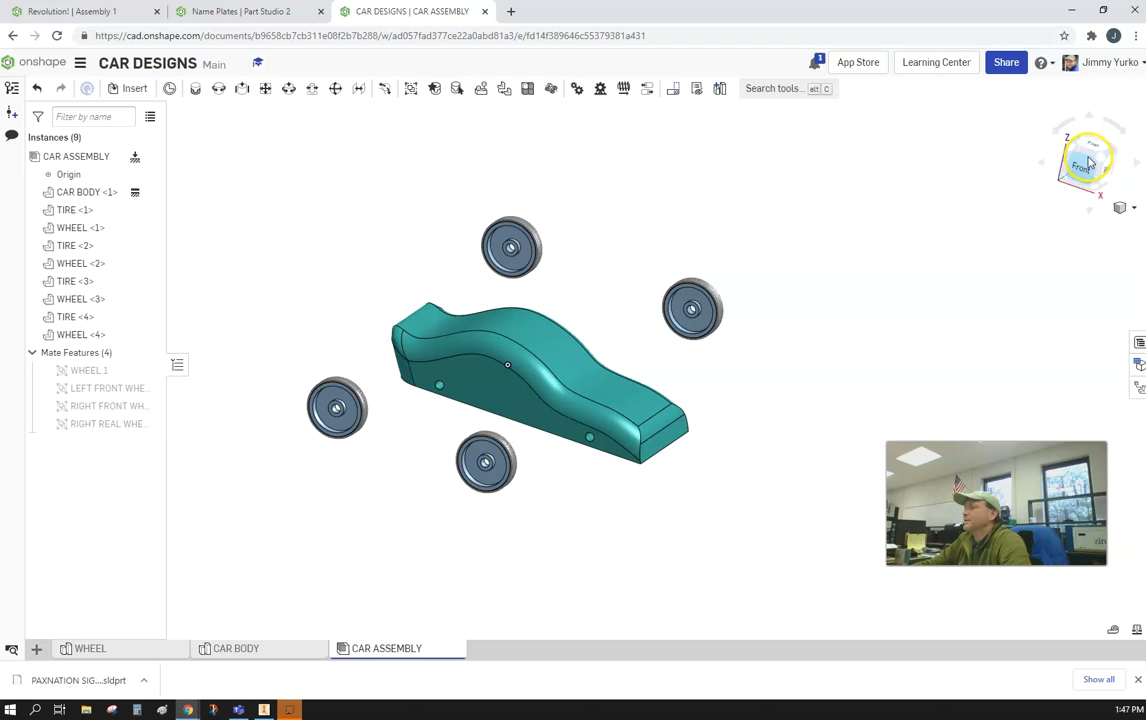 Revolution! | Assembly 1
Name Plates | Part Studio 2
CAR DESIGNS | CAR ASSEMBLY
https://cad.onshape.com/documents/b9658cb7cb311e08f2b7b288/w/ad057fad377ce22a0abd81a3/e/fd14f389646c55379381a431
J
onshape
CAR DESIGNS
Main
1
App Store
Learning Center
Share
Jimmy Yurko
Insert
Search tools...
alt
C
Filter by name
Instances (9)
CAR ASSEMBLY
Origin
CAR BODY <1>
TIRE <1>
WHEEL <1>
TIRE <2>
WHEEL <2>
TIRE <3>
WHEEL <3>
TIRE <4>
WHEEL <4>
Mate Features (4)
WHEEL 1
LEFT FRONT WHE...
RIGHT FRONT WH...
RIGHT REAL WHE...
Z
Front
X
WHEEL
CAR BODY
CAR ASSEMBLY
PAXNATION SIG....sldprt
Show all
1:47 PM